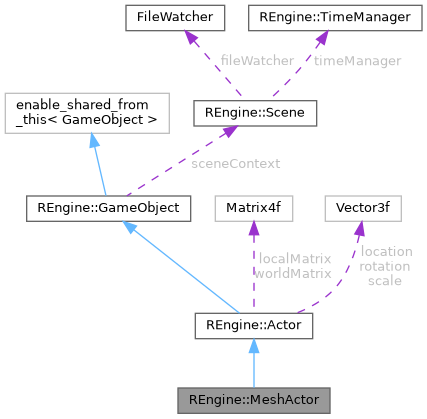 FileWatcher
REngine::TimeManager
fileWatcher
timeManager
enable_shared_from
_this< GameObject >
REngine::Scene
sceneContext
REngine::GameObject
Matrix4f
Vector3f
localMatrix
worldMatrix
location
rotation
scale
REngine::Actor
REngine::MeshActor